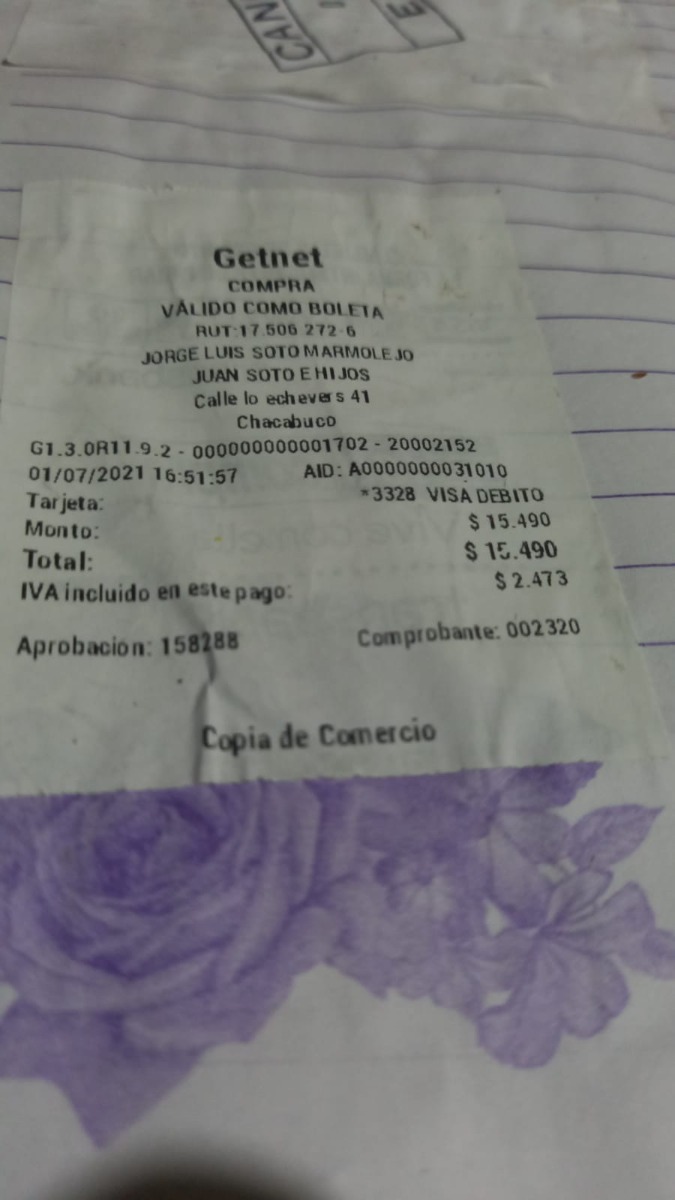 CAN
E
Getnet
COMPRA
VÁLIDO COMO BOLETA
RUT:17.506.272-6
JORGE LUIS SOTO MARMOLEJO
JUAN SOTO E HIJOS
Calle lo echevers 41
Chacabuco
G1.3.0R11.9.2 - 000000000001702 - 20002152
01/07/2021 16:51:57 AID: A0000000031010
Tarjeta: *3328 VISA DEBITO
Monto: $ 15.490
Total: $ 15.490
IVA incluido en este pago: $ 2.473
Aprobacion: 158288 Comprobante: 002320
Copia de Comercio